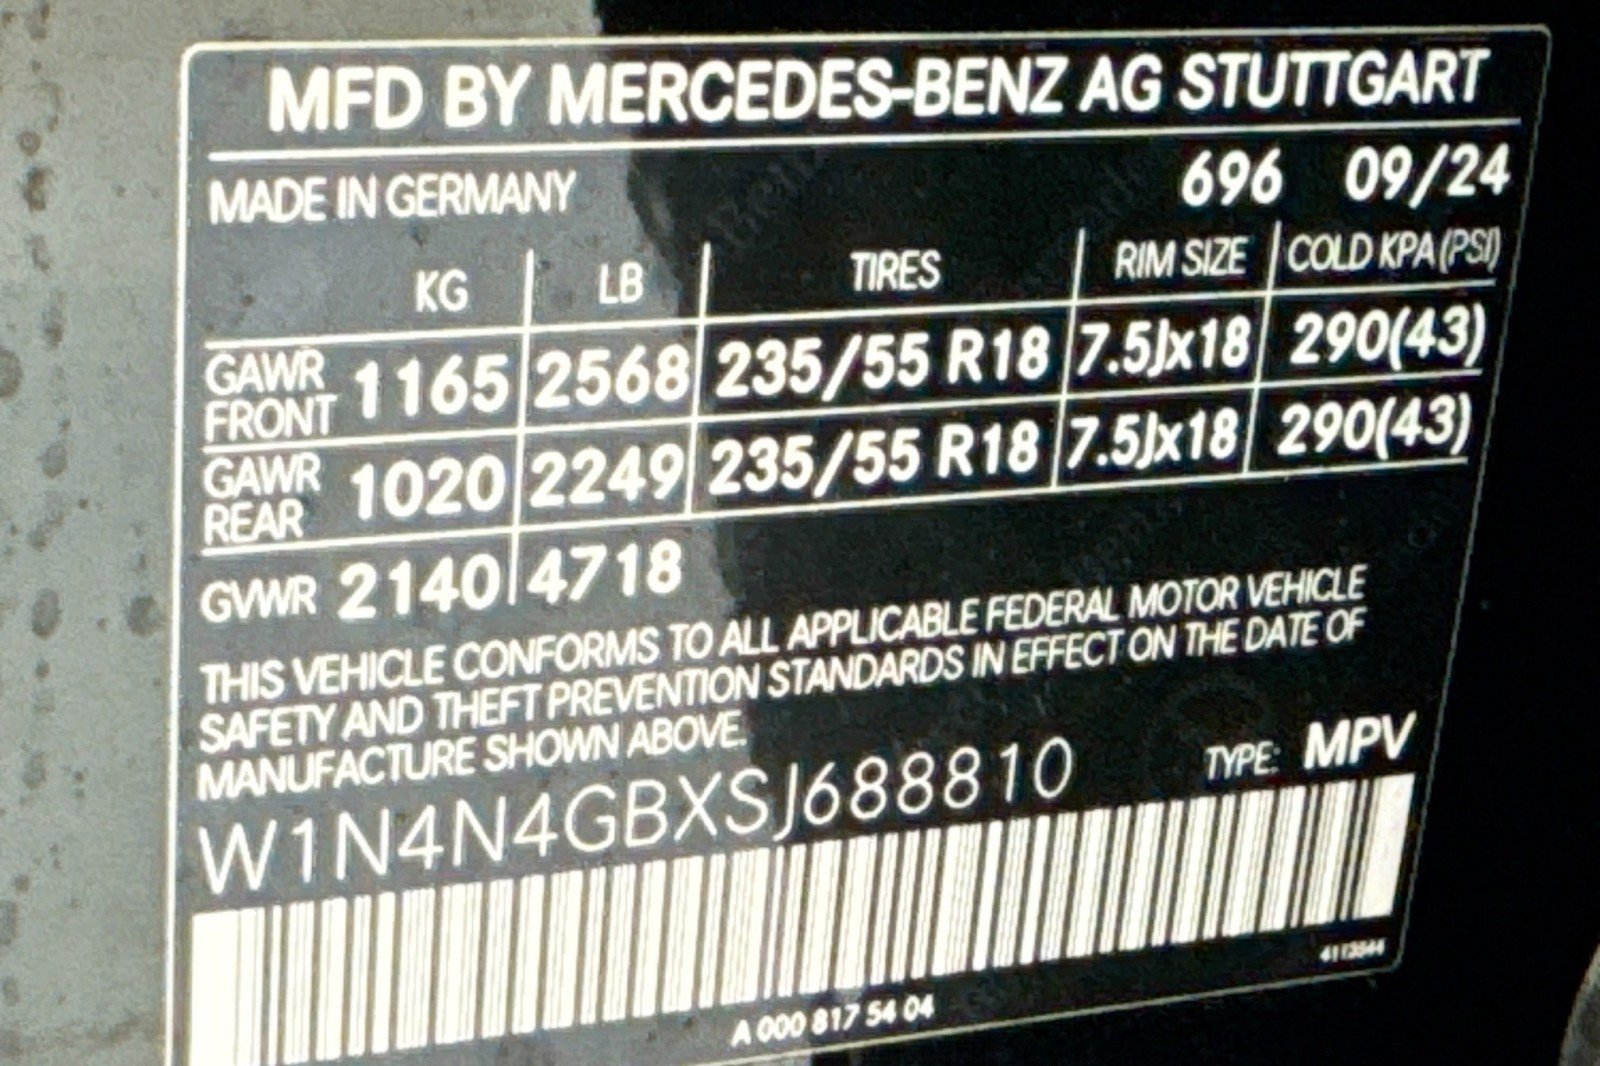 MFD BY MERCEDES-BENZ AG STUTTGART
MADE IN GERMANY 696 09/24
KG LB TIRES RIM SIZE COLD KPA (PSI)
GAWR FRONT 1165 2568 235/55 R18 7.5Jx18 290(43)
GAWR REAR 1020 2249 235/55 R18 7.5Jx18 290(43)
GVWR 2140 4718
THIS VEHICLE CONFORMS TO ALL APPLICABLE FEDERAL MOTOR VEHICLE
SAFETY AND THEFT PREVENTION STANDARDS IN EFFECT ON THE DATE OF
MANUFACTURE SHOWN ABOVE.
W1N4N4GBXSJ688810 TYPE: MPV
4113544
A 000 817 54 04